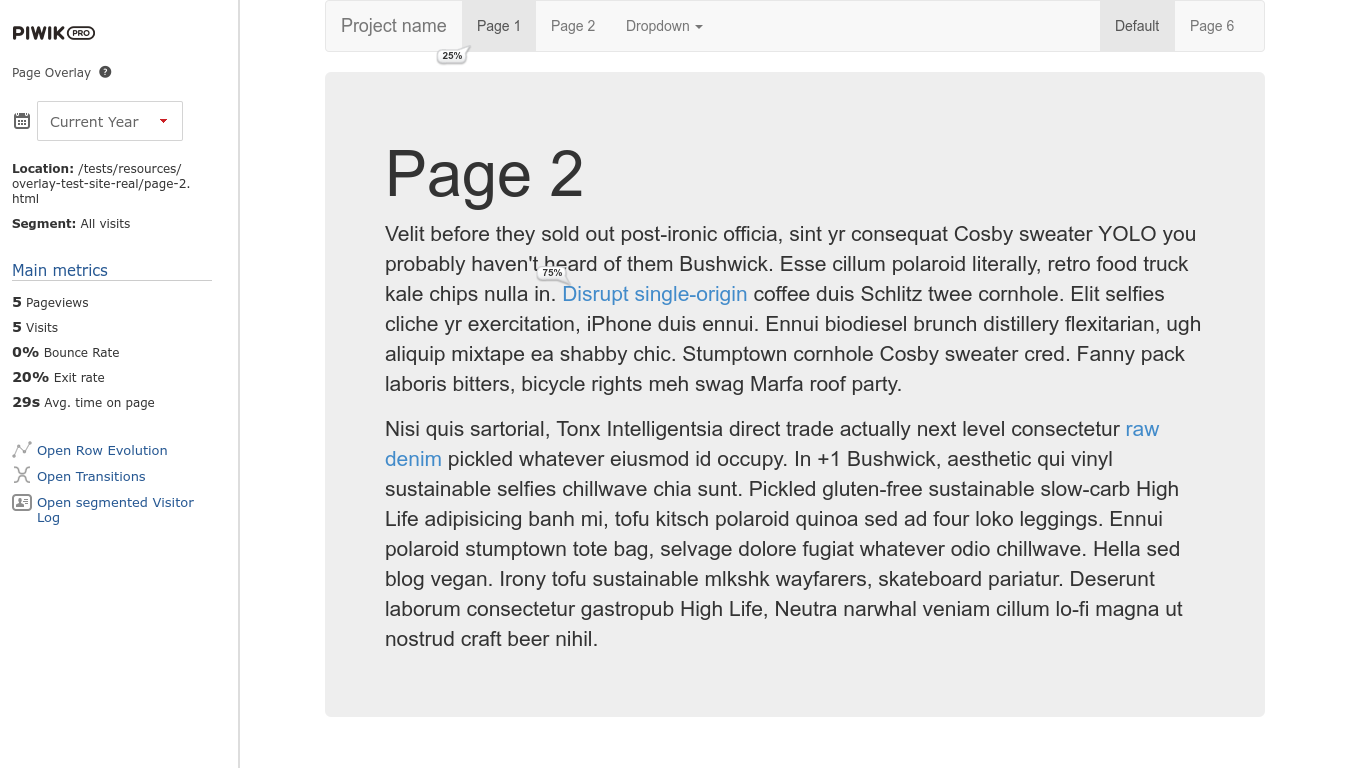 PIWIK PRO
Page Overlay ?
Current Year
Location: /tests/resources/
overlay-test-site-real/page-2.
html
Segment: All visits
Main metrics
5 Pageviews
5 Visits
0% Bounce Rate
20% Exit rate
29s Avg. time on page
Open Row Evolution
Open Transitions
Open segmented Visitor
Log
Project name Page 1 Page 2 Dropdown Default Page 6
25%
Page 2
Velit before they sold out post-ironic officia, sint yr consequat Cosby sweater YOLO you
probably haven't heard of them Bushwick. Esse cillum polaroid literally, retro food truck
75%
kale chips nulla in. Disrupt single-origin coffee duis Schlitz twee cornhole. Elit selfies
cliche yr exercitation, iPhone duis ennui. Ennui biodiesel brunch distillery flexitarian, ugh
aliquip mixtape ea shabby chic. Stumptown cornhole Cosby sweater cred. Fanny pack
laboris bitters, bicycle rights meh swag Marfa roof party.
Nisi quis sartorial, Tonx Intelligentsia direct trade actually next level consectetur raw
denim pickled whatever eiusmod id occupy. In +1 Bushwick, aesthetic qui vinyl
sustainable selfies chillwave chia sunt. Pickled gluten-free sustainable slow-carb High
Life adipisicing banh mi, tofu kitsch polaroid quinoa sed ad four loko leggings. Ennui
polaroid stumptown tote bag, selvage dolore fugiat whatever odio chillwave. Hella sed
blog vegan. Irony tofu sustainable mlkshk wayfarers, skateboard pariatur. Deserunt
laborum consectetur gastropub High Life, Neutra narwhal veniam cillum lo-fi magna ut
nostrud craft beer nihil.